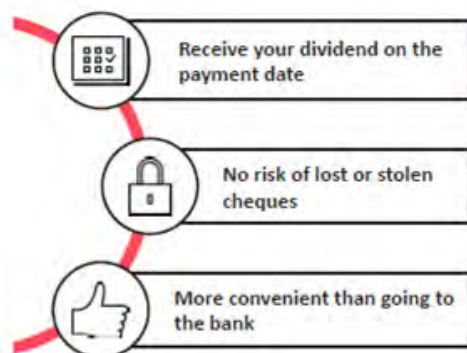 Receive your dividend on the
payment date
No risk of lost or stolen
cheques
More convenient than going to
the bank